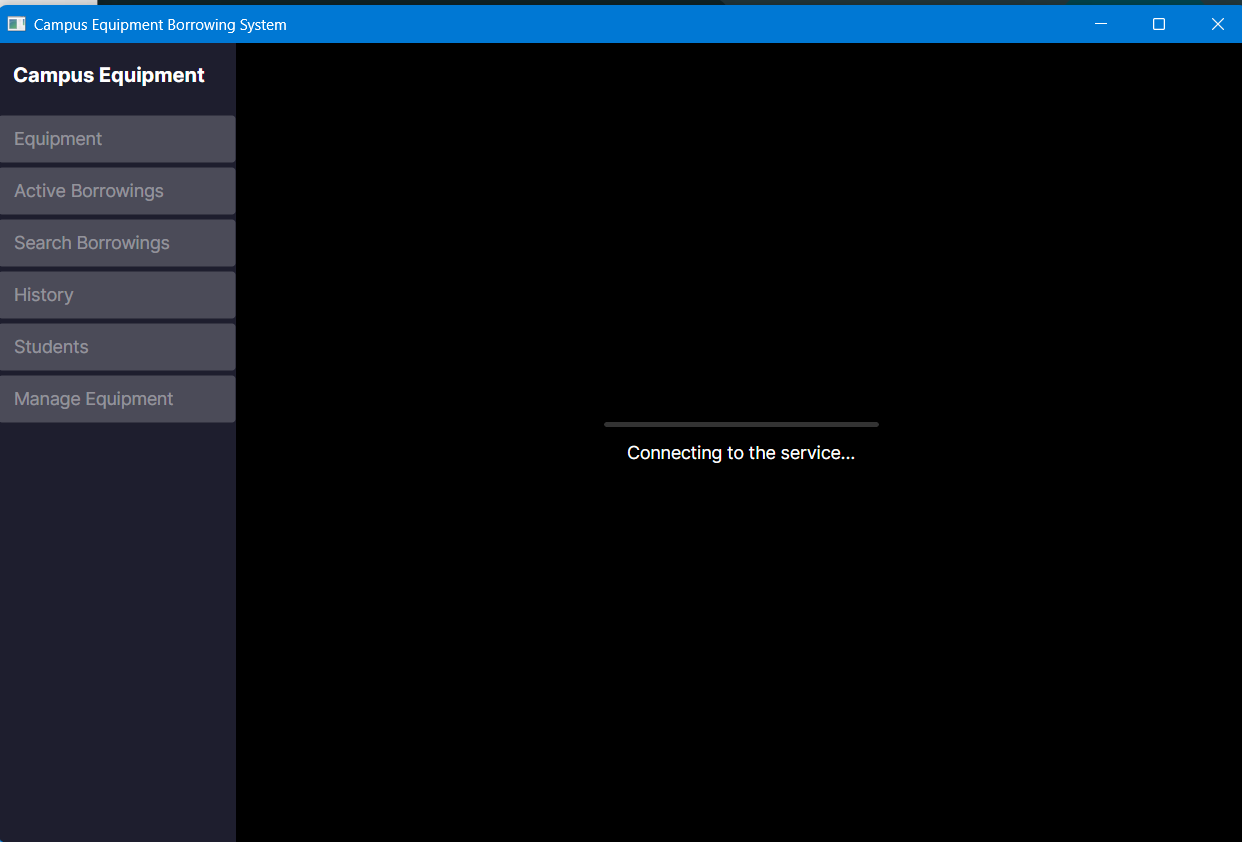 Campus Equipment Borrowing System
Campus Equipment
Equipment
Active Borrowings
Search Borrowings
History
Students
Manage Equipment
Connecting to the service...